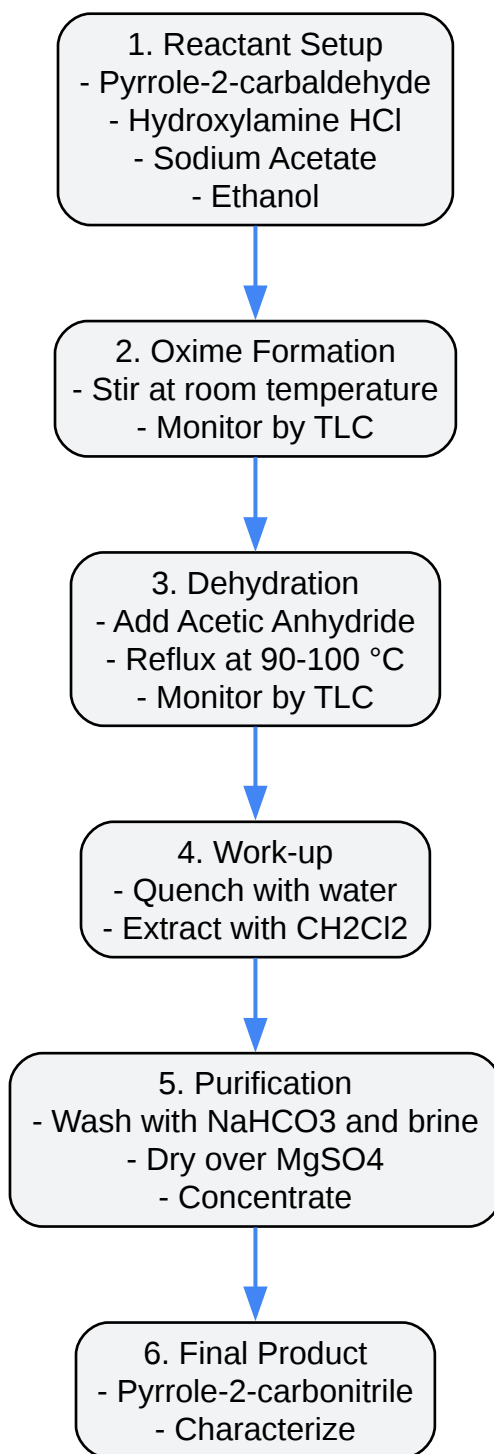 1. Reactant Setup
- Pyrrole-2-carbaldehyde
- Hydroxylamine HCl
- Sodium Acetate
- Ethanol
2. Oxime Formation
- Stir at room temperature
- Monitor by TLC
3. Dehydration
- Add Acetic Anhydride
- Reflux at 90-100 °C
- Monitor by TLC
4. Work-up
- Quench with water
- Extract with CH2Cl2
5. Purification
- Wash with NaHCO3 and brine
- Dry over MgSO4
- Concentrate
6. Final Product
- Pyrrole-2-carbonitrile
- Characterize